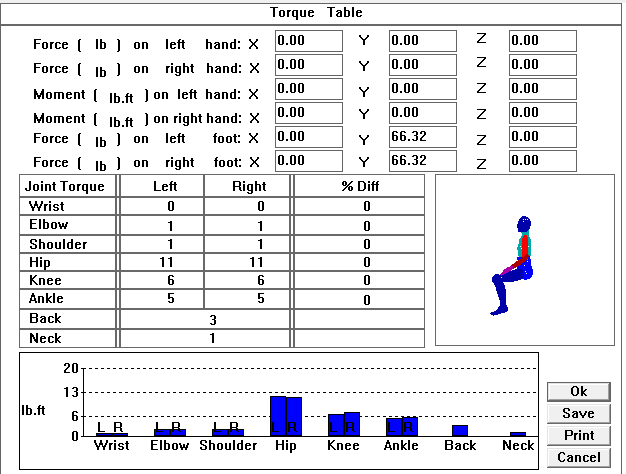 Torque Table
Force ( lb ) on left hand: X 0.00 Y 0.00 Z 0.00
Force ( lb ) on right hand: X 0.00 Y 0.00 Z 0.00
Moment ( lb.ft ) on left hand: X 0.00 Y 0.00 Z 0.00
Moment ( lb.ft ) on right hand: X 0.00 Y 0.00 Z 0.00
Force ( lb ) on left foot: X 0.00 Y 66.32 Z 0.00
Force ( lb ) on right foot: X 0.00 Y 66.32 Z 0.00
Joint Torque Left Right % Diff
Wrist 0 0 0
Elbow 1 1 0
Shoulder 1 1 0
Hip 11 11 0
Knee 6 6 0
Ankle 5 5 0
Back 3
Neck 1
20
13
lb.ft
6
0
L R L R L R L R L R L R
Wrist Elbow Shoulder Hip Knee Ankle Back Neck
Ok
Save
Print
Cancel